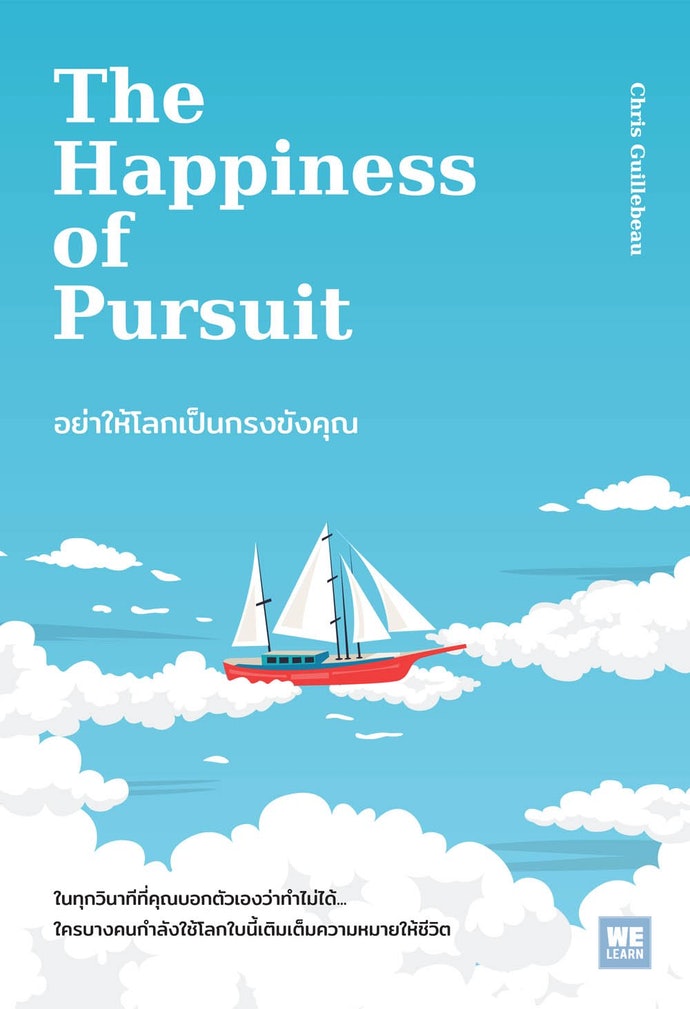 The
Happiness
of
Pursuit
Chris Guillebeau
อย่าให้โลกเป็นกรงขังคุณ
ในทุกวินาทีที่คุณบอกตัวเองว่าทำไม่ได้...
ใครบางคนกำลังใช้โลกใบนี้เติมเต็มความหมายให้ชีวิต
WE
LEARN